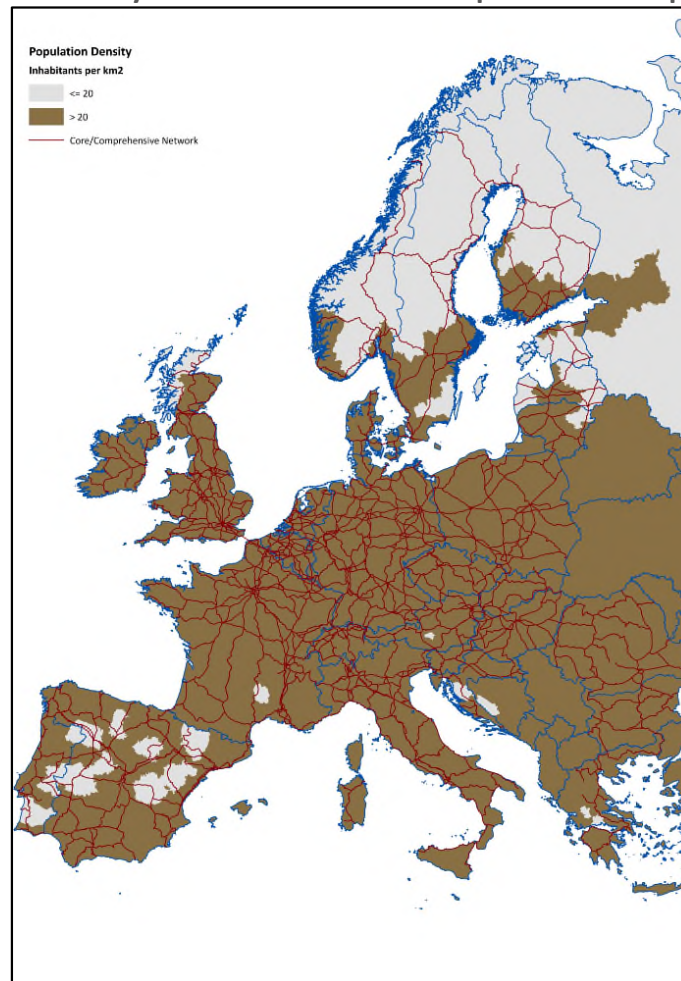 Population Density
Inhabitants per km2
<= 20
> 20
Core/Comprehensive Network